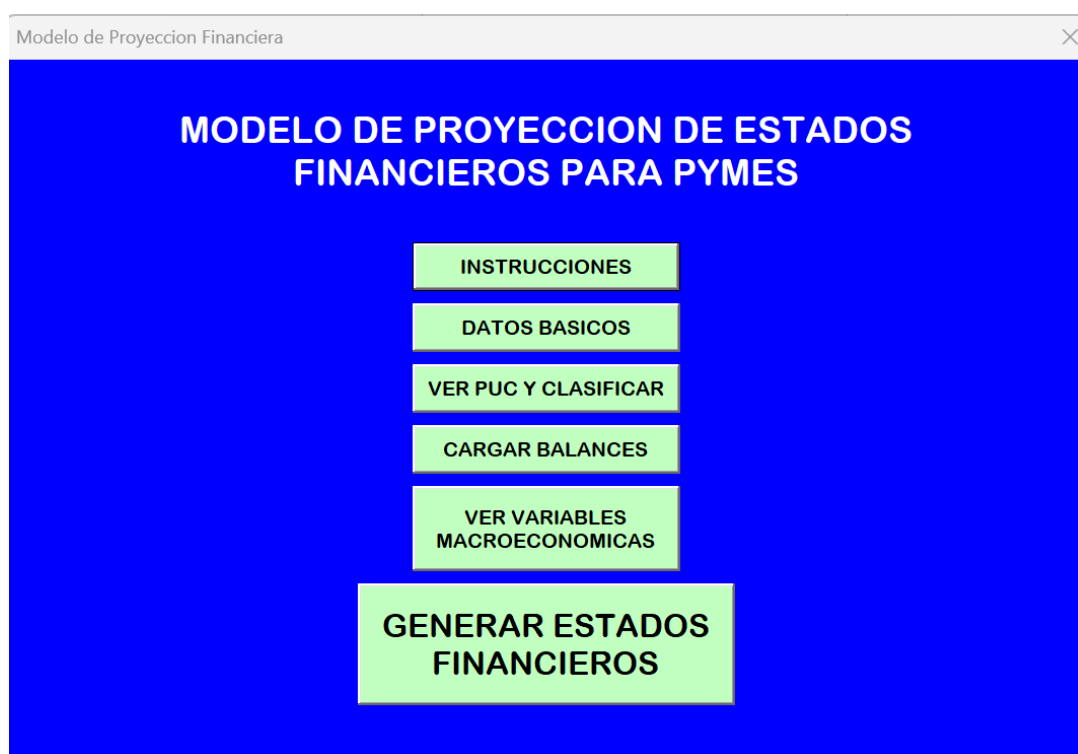 Modelo de Proyeccion Financiera
MODELO DE PROYECCION DE ESTADOS
FINANCIEROS PARA PYMES
INSTRUCCIONES
DATOS BASICOS
VER PUC Y CLASIFICAR
CARGAR BALANCES
VER VARIABLES
MACROECONOMICAS
GENERAR ESTADOS
FINANCIEROS